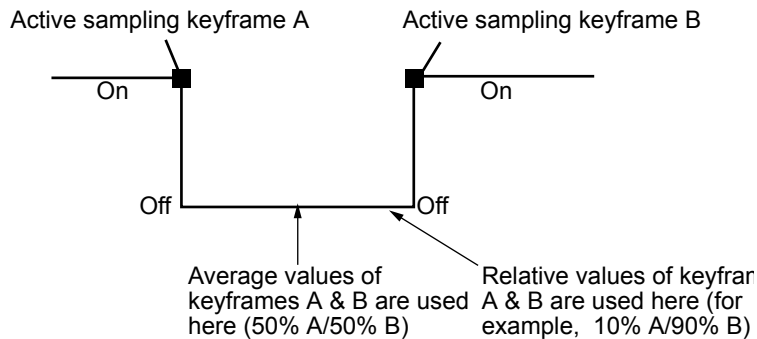 Active sampling keyframe A
Active sampling keyframe B
On
On
Off
Off
Average values of
keyframes A & B are used
here (50% A/50% B)
Relative values of
A & B are used here (for
example, 10% A/90% B)